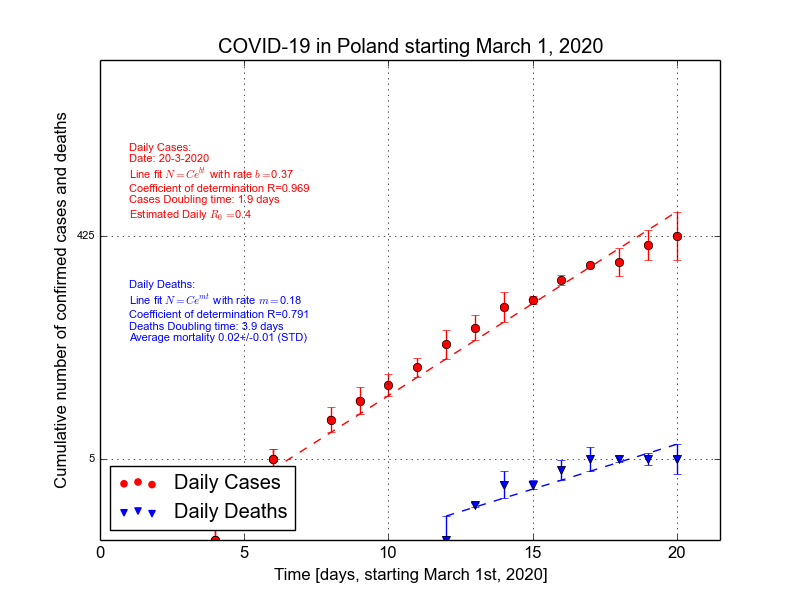 COVID-19 in Poland starting March 1, 2020
Cumulative number of confirmed cases and deaths
Daily Cases:
Date: 20-3-2020
Line fit N = Ce^{bt} with rate b = 0.37
Coefficient of determination R=0.969
Cases Doubling time: 1.9 days
Estimated Daily R_0 = 0.4
425
Daily Deaths:
Line fit N = Ce^{mt} with rate m = 0.18
Coefficient of determination R=0.791
Deaths Doubling time: 3.9 days
Average mortality 0.02+/-0.01 (STD)
5
Daily Cases
Daily Deaths
0 5 10 15 20
Time [days, starting March 1st, 2020]